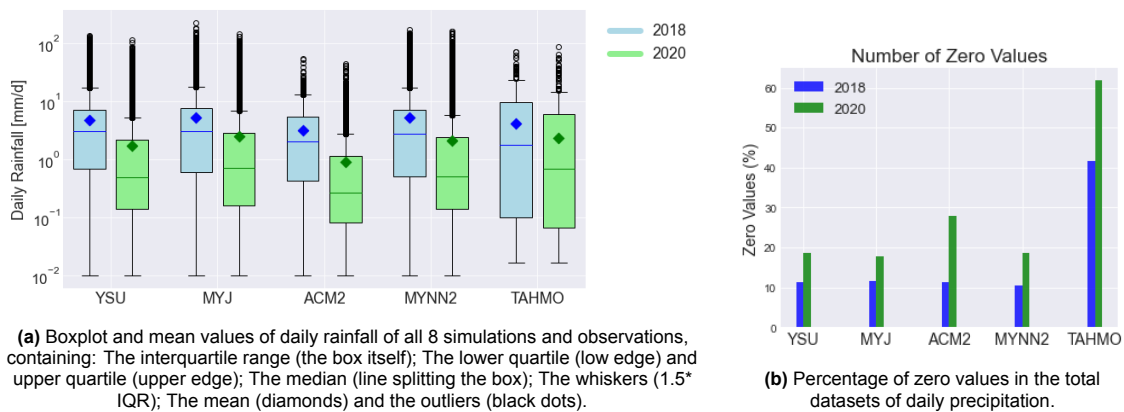 Daily Rainfall [mm/d]
10²
10¹
10⁰
10⁻¹
10⁻²
YSU
MYJ
ACM2
MYNN2
TAHMO
2018
2020
(a) Boxplot and mean values of daily rainfall of all 8 simulations and observations,
containing: The interquartile range (the box itself); The lower quartile (low edge) and
upper quartile (upper edge); The median (line splitting the box); The whiskers (1.5*
IQR); The mean (diamonds) and the outliers (black dots).
Number of Zero Values
2018
2020
Zero Values (%)
60
50
40
30
20
10
0
YSU
MYJ
ACM2
MYNN2
TAHMO
(b) Percentage of zero values in the total
datasets of daily precipitation.